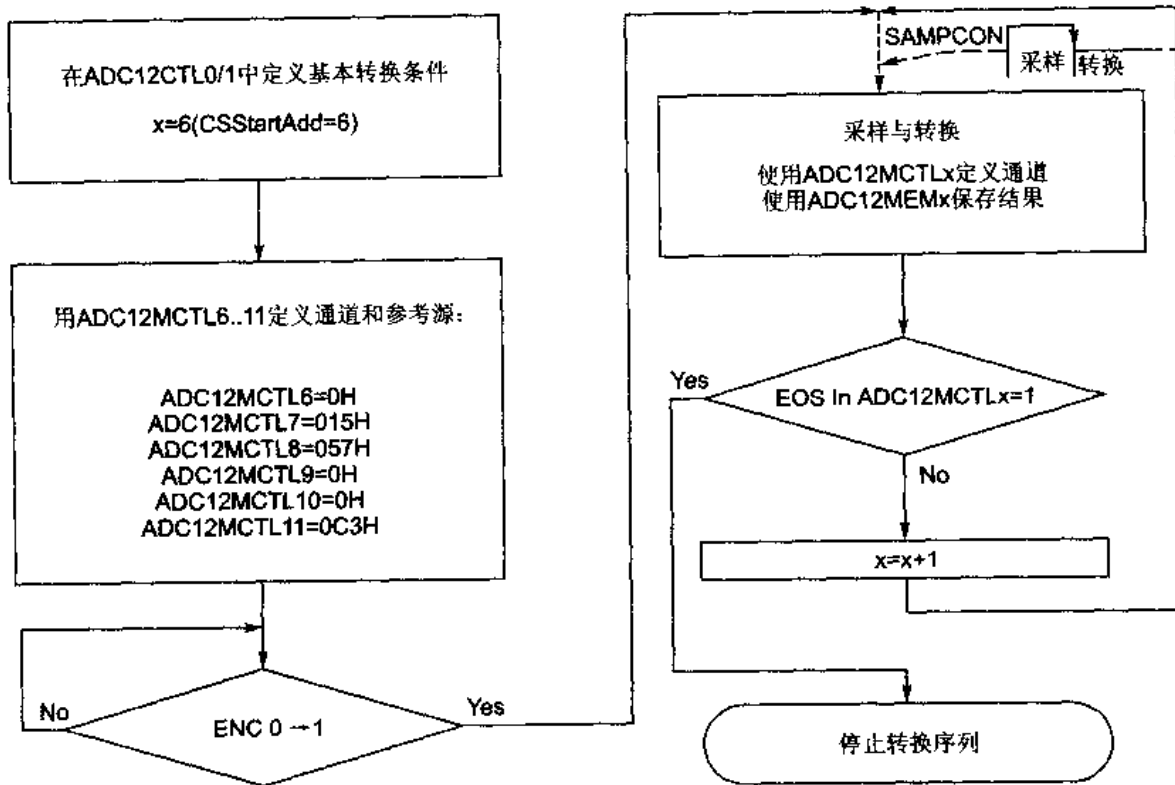 在ADC12CTL0/1中定义基本转换条件
x=6(CSStartAdd=6)
用ADC12MCTL6..11定义通道和参考源:
ADC12MCTL6=0H
ADC12MCTL7=015H
ADC12MCTL8=057H
ADC12MCTL9=0H
ADC12MCTL10=0H
ADC12MCTL11=0C3H
No
ENC 0→1
Yes
SAMPCON
采样
转换
采样与转换
使用ADC12MCTLx定义通道
使用ADC12MEMx保存结果
Yes
EOS In ADC12MCTLx=1
No
x=x+1
停止转换序列